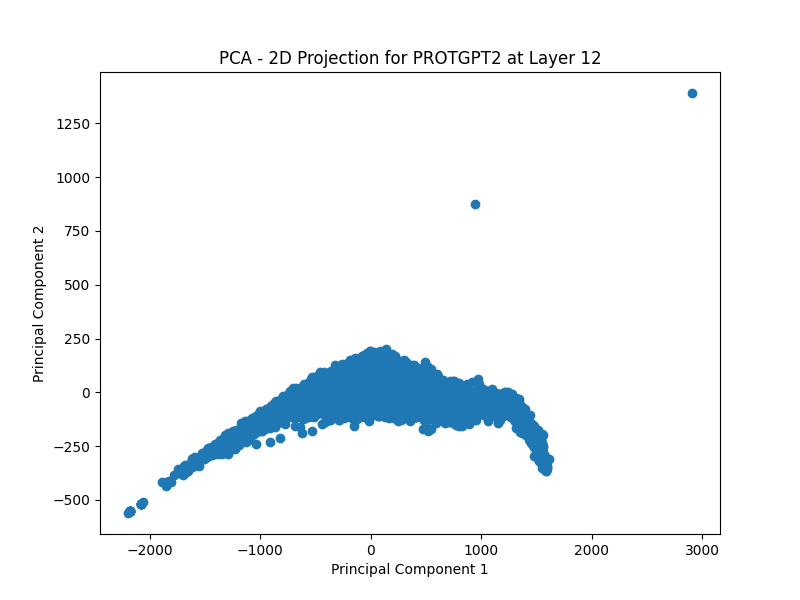 PCA - 2D Projection for PROTGPT2 at Layer 12
1250
1000
750
500
250
0
−250
−500
Principal Component 2
−2000 −1000 0 1000 2000 3000
Principal Component 1